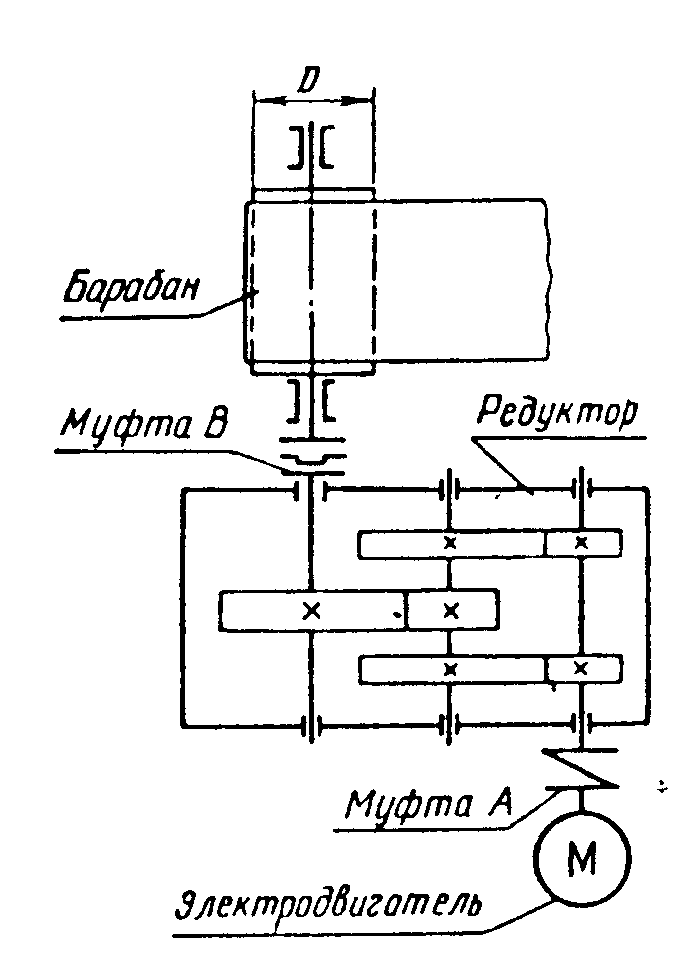 D
Барабан
Муфта В
Редуктор
Муфта А
М
Электродвигатель